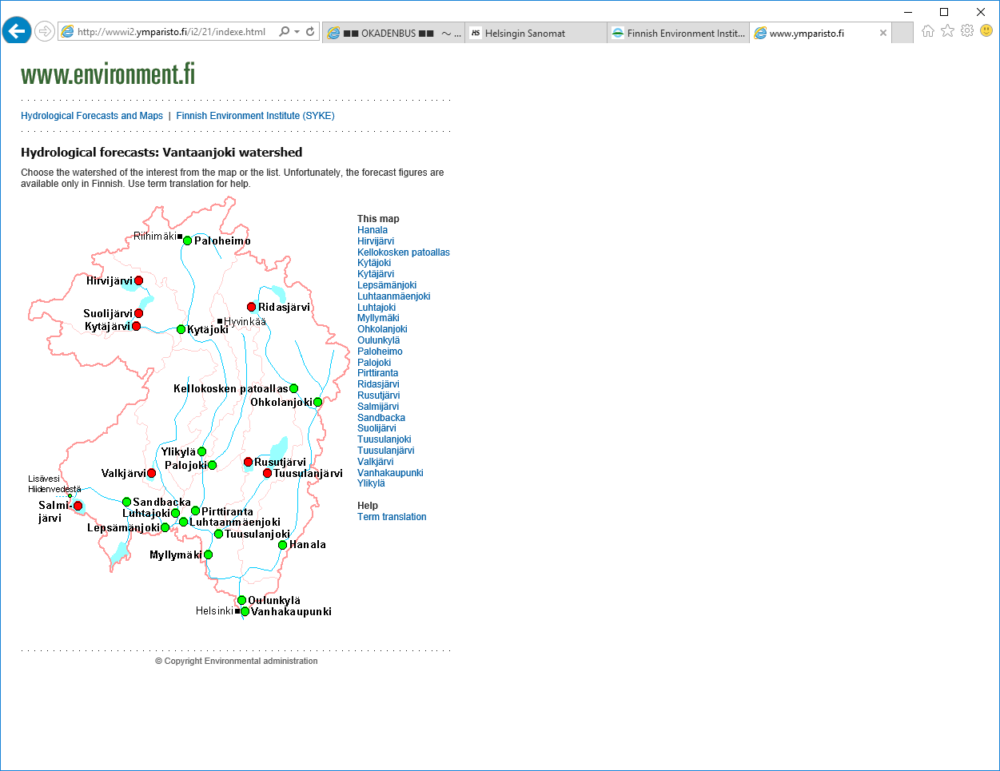 http://wwwi2.ymparisto.fi/i2/21/indexe.html
■■ OKADENBUS ■■ ～ ...
HS Helsingin Sanomat
Finnish Environment Instit...
www.ymparisto.fi
www.environment.fi
Hydrological Forecasts and Maps | Finnish Environment Institute (SYKE)
Hydrological forecasts: Vantaanjoki watershed
Choose the watershed of the interest from the map or the list. Unfortunately, the forecast figures are
available only in Finnish. Use term translation for help.
Riihimäki
Paloheimo
Hirvijärvi
Ridasjärvi
Suolijärvi
Hyvinkää
Kytäjärvi
Kytäjoki
Kellokosken patoallas
Ohkolanjoki
Ylikylä
Palojoki
Rusutjärvi
Valkjärvi
Tuusulanjärvi
Lisävesi
Hiidenvedestä
Salmi-
järvi
Sandbacka
Luhtajoki
Pirttiranta
Luhtaanmäenjoki
Lepsämänjoki
Tuusulanjoki
Hanala
Myllymäki
Oulunkylä
Helsinki
Vanhakaupunki
This map
Hanala
Hirvijärvi
Kellokosken patoallas
Kytäjoki
Kytäjärvi
Lepsämänjoki
Luhtaanmäenjoki
Luhtajoki
Myllymäki
Ohkolanjoki
Oulunkylä
Paloheimo
Palojoki
Pirttiranta
Ridasjärvi
Rusutjärvi
Salmijärvi
Sandbacka
Suolijärvi
Tuusulanjoki
Tuusulanjärvi
Valkjärvi
Vanhakaupunki
Ylikylä
Help
Term translation
© Copyright Environmental administration